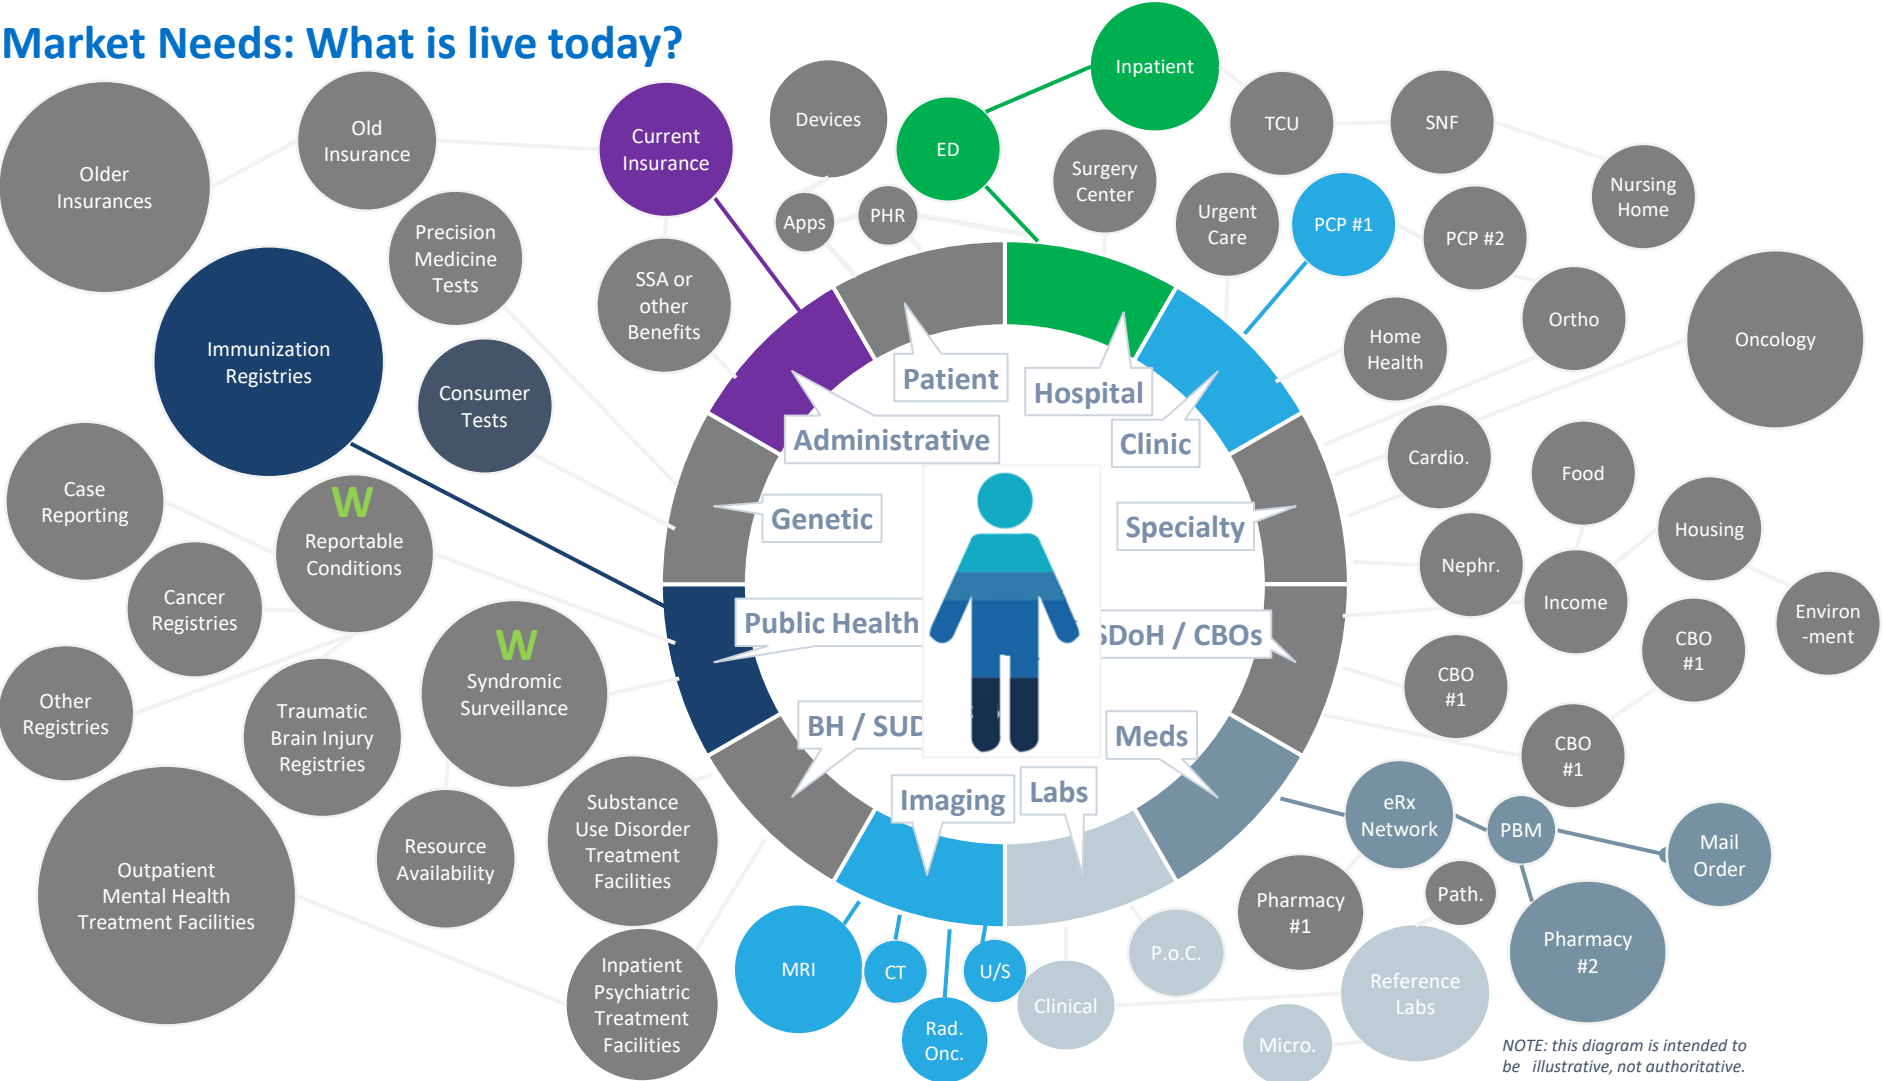 Market Needs: What is live today?
Older
Insurances
Old
Insurance
Current
Insurance
Devices
ED
Inpatient
TCU
SNF
Nursing
Home
Precision
Medicine
Tests
SSA or
other
Benefits
Apps
PHR
Surgery
Center
Urgent
Care
PCP #1
PCP #2
Ortho
Oncology
Immunization
Registries
Consumer
Tests
Home
Health
Cardio.
Food
Housing
Nephr.
Income
Environ
-ment
CBO
#1
CBO
#1
CBO
#1
Case
Reporting
W
Reportable
Conditions
Cancer
Registries
Other
Registries
Traumatic
Brain Injury
Registries
W
Syndromic
Surveillance
Resource
Availability
Outpatient
Mental Health
Treatment Facilities
Substance
Use Disorder
Treatment
Facilities
Inpatient
Psychiatric
Treatment
Facilities
Patient
Hospital
Administrative
Clinic
Genetic
Specialty
Public Health
SDoH / CBOs
BH / SUD
Meds
Imaging
Labs
MRI
CT
Rad.
Onc.
U/S
Clinical
P.o.C.
Micro.
Reference
Labs
Path.
Pharmacy
#1
eRx
Network
PBM
Mail
Order
Pharmacy
#2
NOTE: this diagram is intended to
be illustrative, not authoritative.